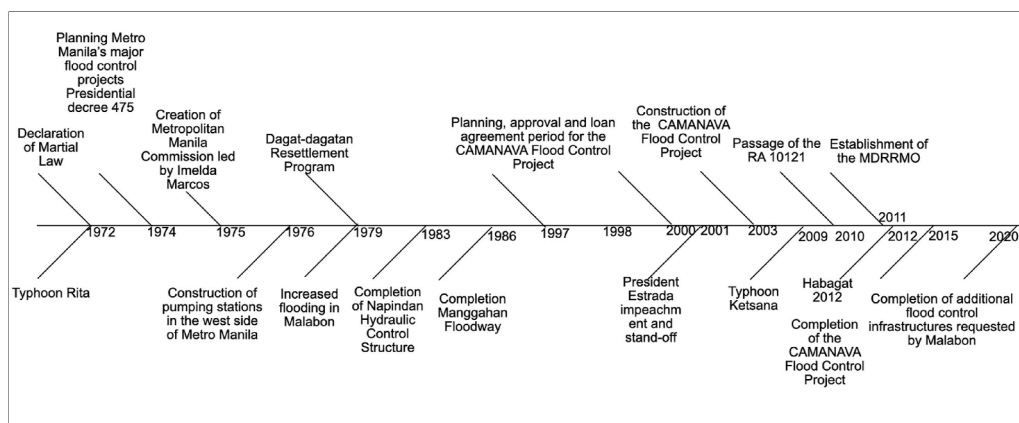 Planning Metro
Manila's major
flood control
projects
Presidential
decree 475
Declaration
of Martial
Law
Creation of
Metropolitan
Manila
Commission led
by Imelda
Marcos
Dagat-dagatan
Resettlement
Program
Planning, approval and loan
agreement period for the
CAMANAVA Flood Control
Project
Construction of
the CAMANAVA
Flood Control
Project
Passage of the
RA 10121
Establishment of
the MDRRMO
1972
1974
1975
1976
1979
1983
1986
1997
1998
2000
2001
2003
2009
2010
2011
2012
2015
2020
Typhoon Rita
Construction of
pumping stations
in the west side
of Metro Manila
Increased
flooding in
Malabon
Completion
of Napindan
Hydraulic
Control
Structure
Completion
Manggahan
Floodway
President
Estrada
impeachm
ent and
stand-off
Typhoon
Ketsana
Habagat
2012
Completion
of the
CAMANAVA
Flood Control
Project
Completion of additional
flood control
infrastructures requested
by Malabon